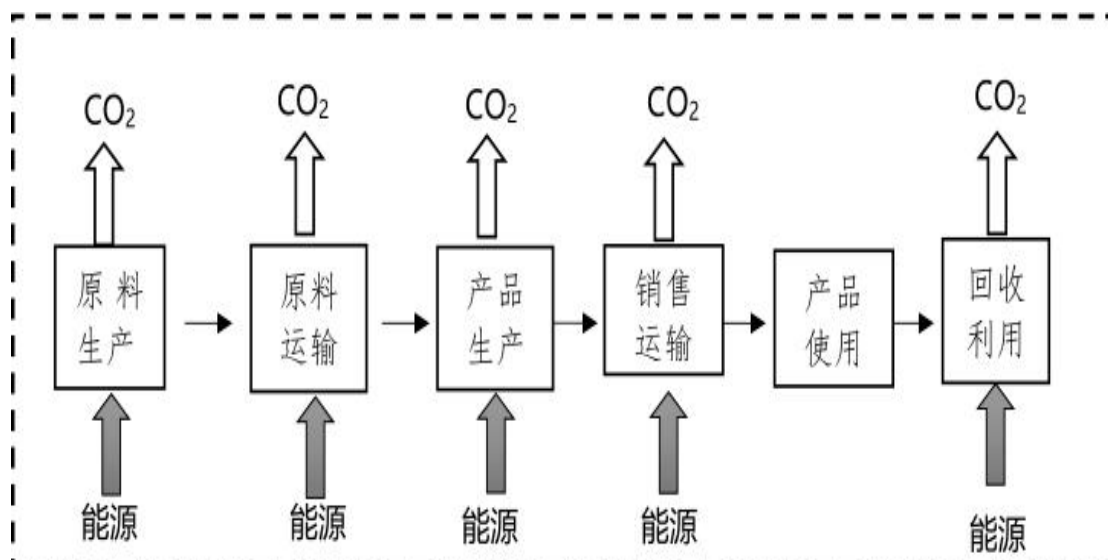 CO₂
CO₂
CO₂
CO₂
CO₂
原料
生产
原料
运输
产品
生产
销售
运输
产品
使用
回收
利用
能源
能源
能源
能源
能源